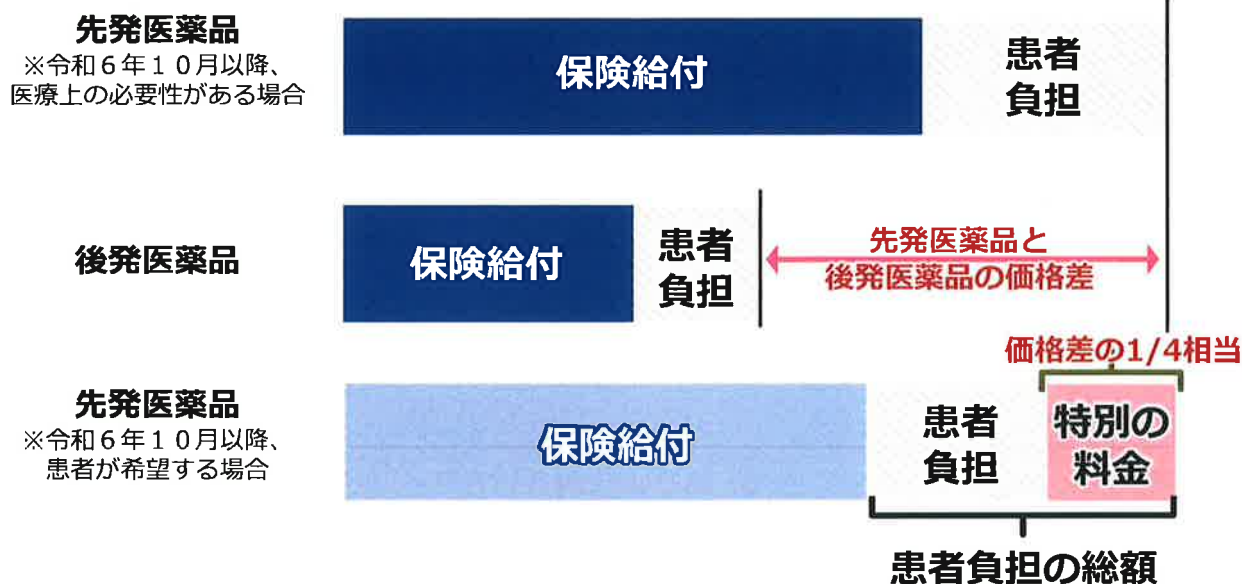 先発医薬品
※令和６年１０月以降、
医療上の必要性がある場合
保険給付
患者
負担
後発医薬品
保険給付
患者
負担
先発医薬品と
後発医薬品の価格差
価格差の1/4相当
先発医薬品
※令和６年１０月以降、
患者が希望する場合
保険給付
患者
負担
特別の
料金
患者負担の総額